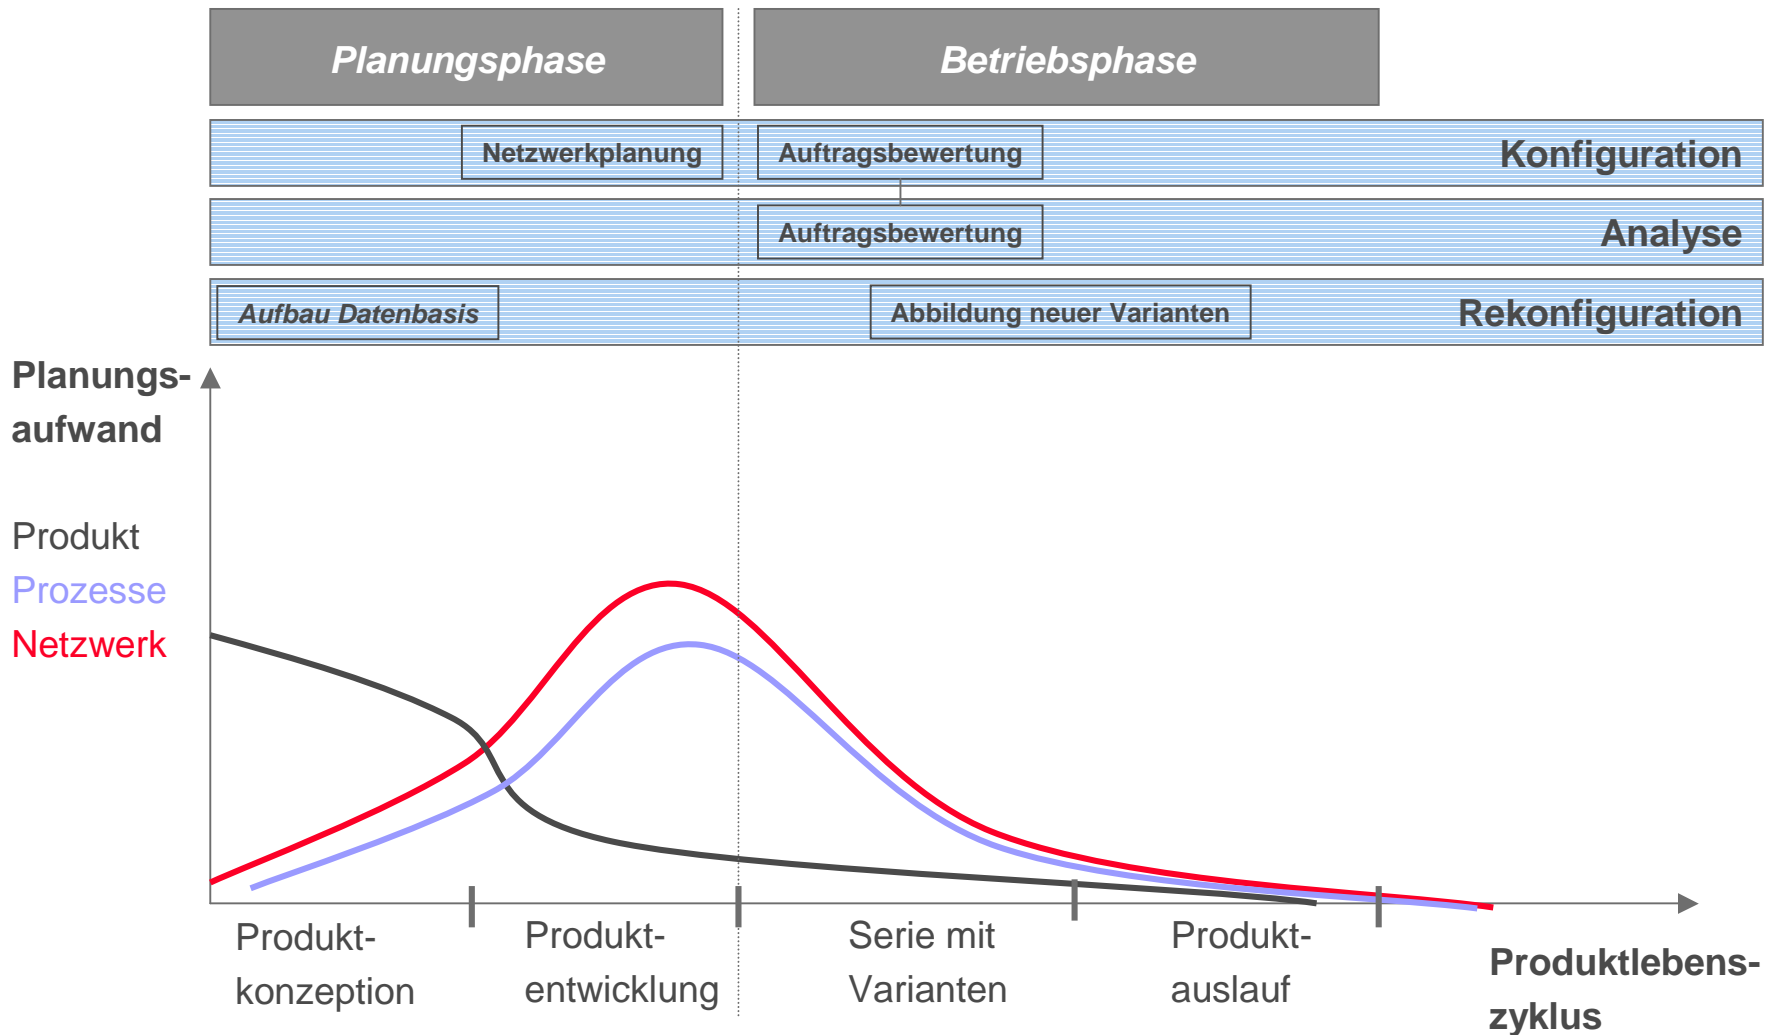 Planungsphase
Betriebsphase
Netzwerkplanung
Auftragsbewertung
Konfiguration
Auftragsbewertung
Analyse
Aufbau Datenbasis
Abbildung neuer Varianten
Rekonfiguration
Planungs-
aufwand
Produkt
Prozesse
Netzwerk
Produkt-
konzeption
Produkt-
entwicklung
Serie mit
Varianten
Produkt-
auslauf
Produktlebens-
zyklus